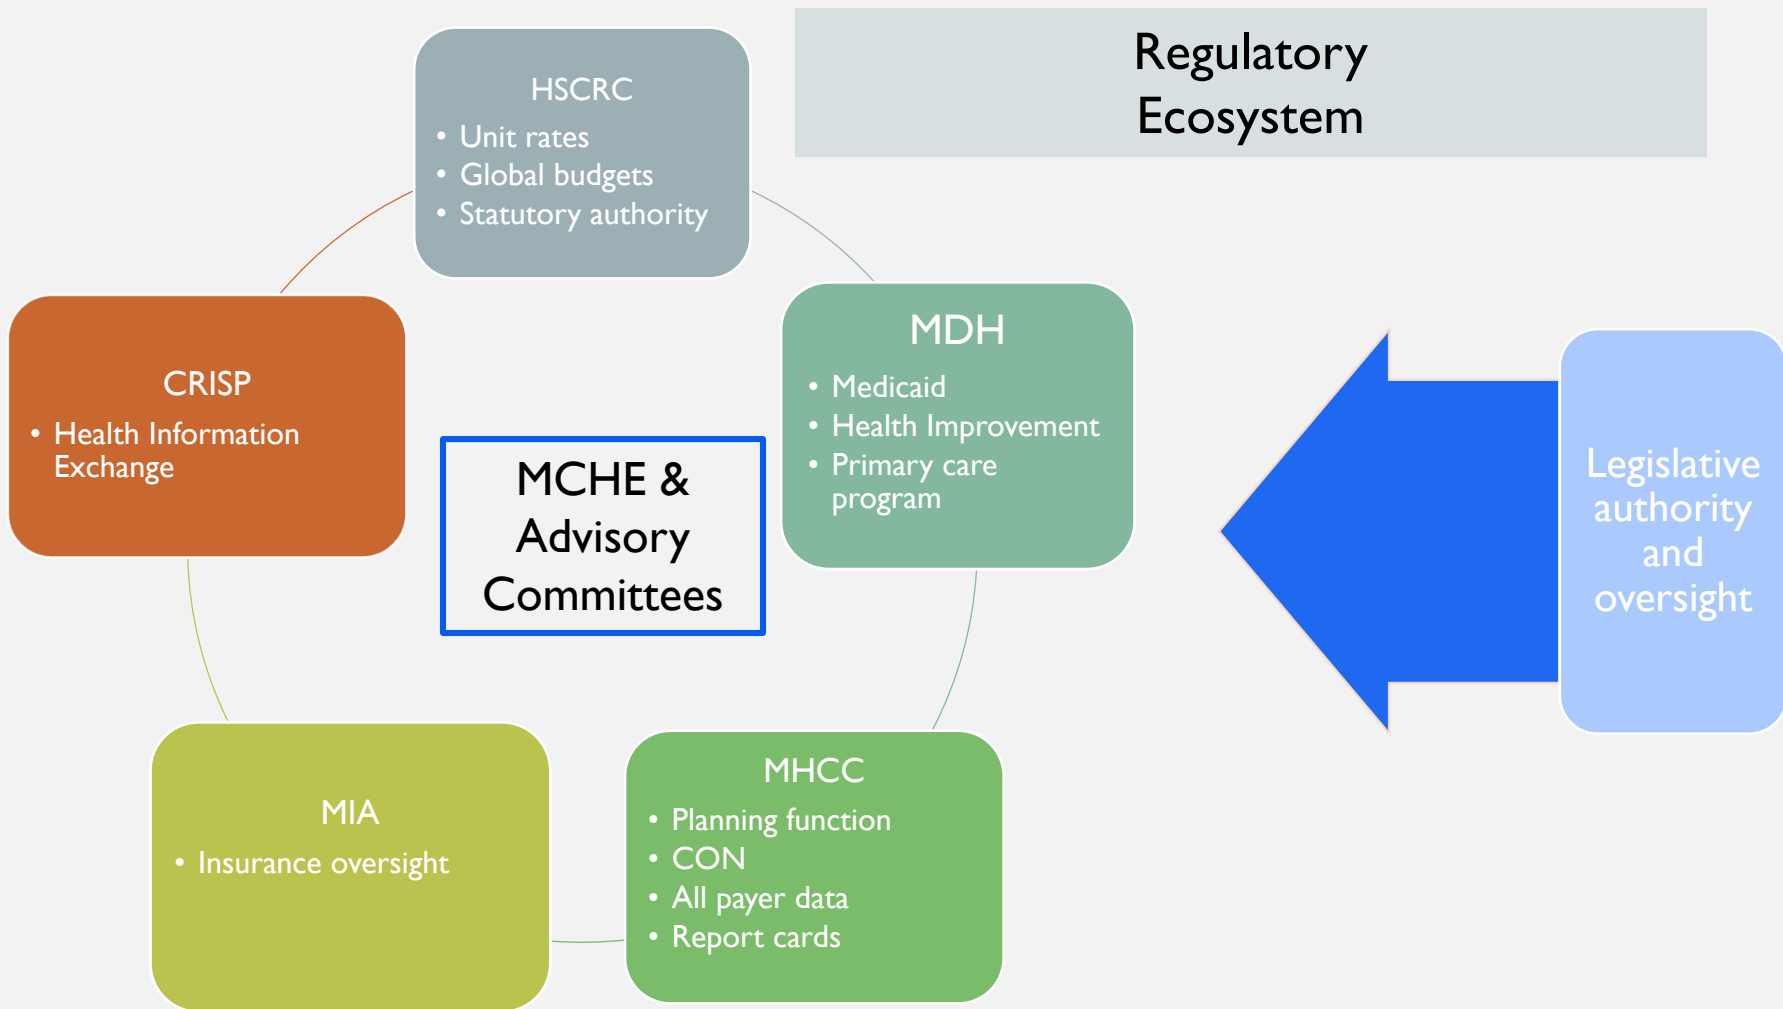 Regulatory
Ecosystem
HSCRC
• Unit rates
• Global budgets
• Statutory authority
MDH
• Medicaid
• Health Improvement
• Primary care
program
MHCC
• Planning function
• CON
• All payer data
• Report cards
MIA
• Insurance oversight
CRISP
• Health Information
Exchange
MCHE &
Advisory
Committees
Legislative
authority
and
oversight